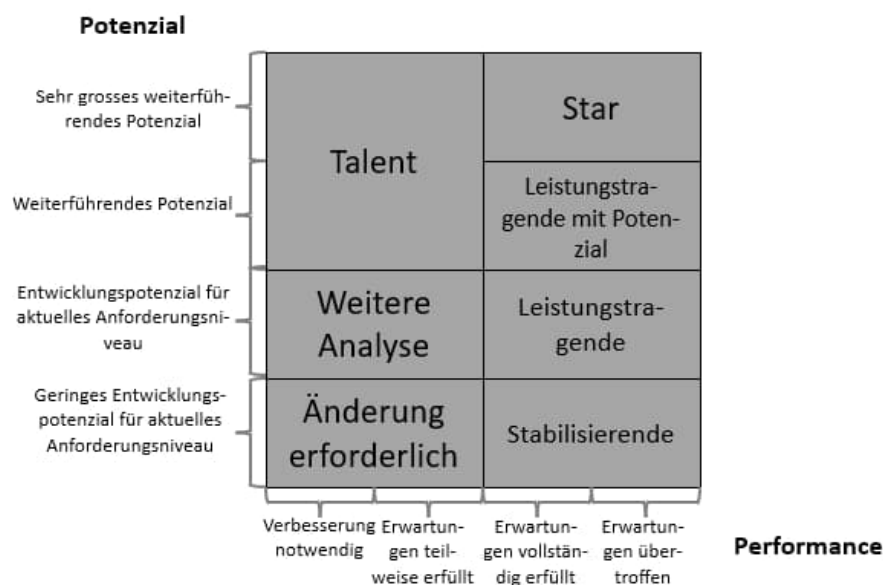 Potenzial
Sehr grosses weiterfüh-
rendes Potenzial
Star
Talent
Weiterführendes Potenzial
Leistungstra-
gende mit Poten-
zial
Entwicklungspotenzial für
aktuelles Anforderungsni-
veau
Weitere
Analyse
Leistungstra-
gende
Geringes Entwicklungs-
potenzial für aktuelles
Anforderungsniveau
Änderung
erforderlich
Stabilisierende
Verbesserung
notwendig
Erwartun-
gen teil-
weise erfüllt
Erwartun-
gen vollstän-
dig erfüllt
Erwartun-
gen über-
troffen
Performance